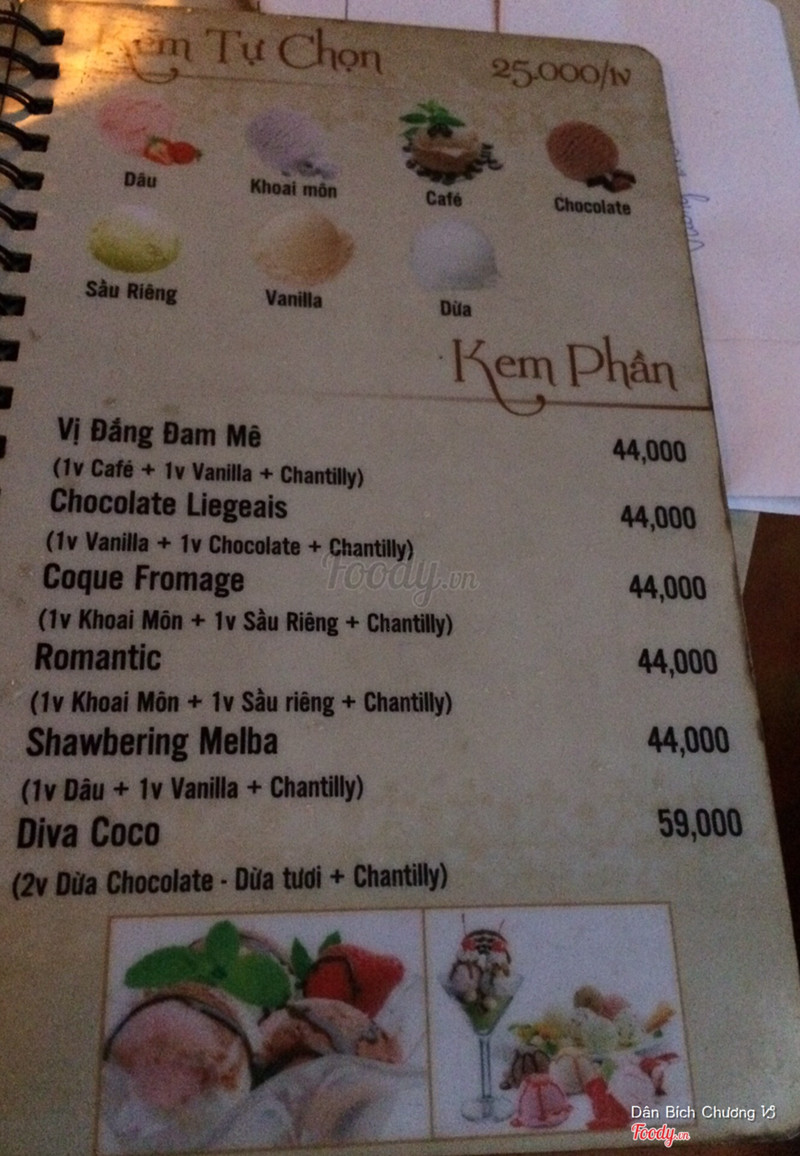 Kem Tự Chọn
25.000/1v
Dâu
Khoai môn
Café
Chocolate
Sầu Riêng
Vanilla
Dừa
Kem Phần
Vị Đắng Đam Mê
44,000
(1v Café + 1v Vanilla + Chantilly)
Chocolate Liegeais
44,000
(1v Vanilla + 1v Chocolate + Chantilly)
Foody.vn
Coque Fromage
44,000
(1v Khoai Môn + 1v Sầu Riêng + Chantilly)
Romantic
44,000
(1v Khoai Môn + 1v Sầu riêng + Chantilly)
Shawbering Melba
44,000
(1v Dâu + 1v Vanilla + Chantilly)
Diva Coco
59,000
(2v Dừa Chocolate - Dừa tươi + Chantilly)
Dân Bich Chương
Foody.vn